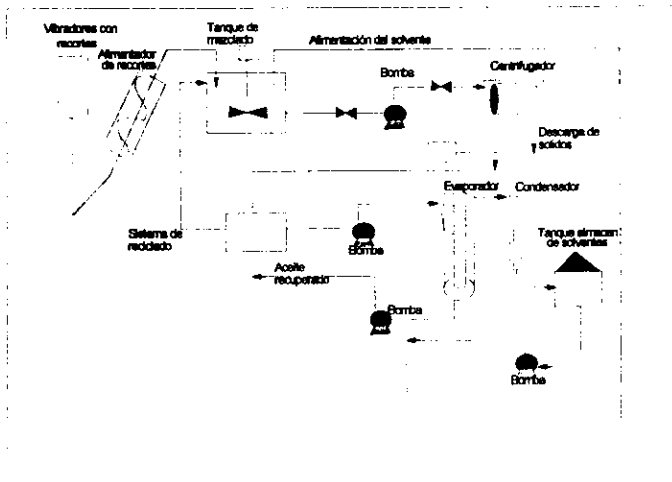 Vibradores con
recortes
Tanque de
mezclado
Alimentación del solvente
Alimentador
de recortes
Bomba
Centrifugador
Descarga de
solidos
Evaporador
Condensador
Sistema de
reciclado
Bomba
Tanque almacen
de solventes
Aceite
recuperado
Bomba
Bomba